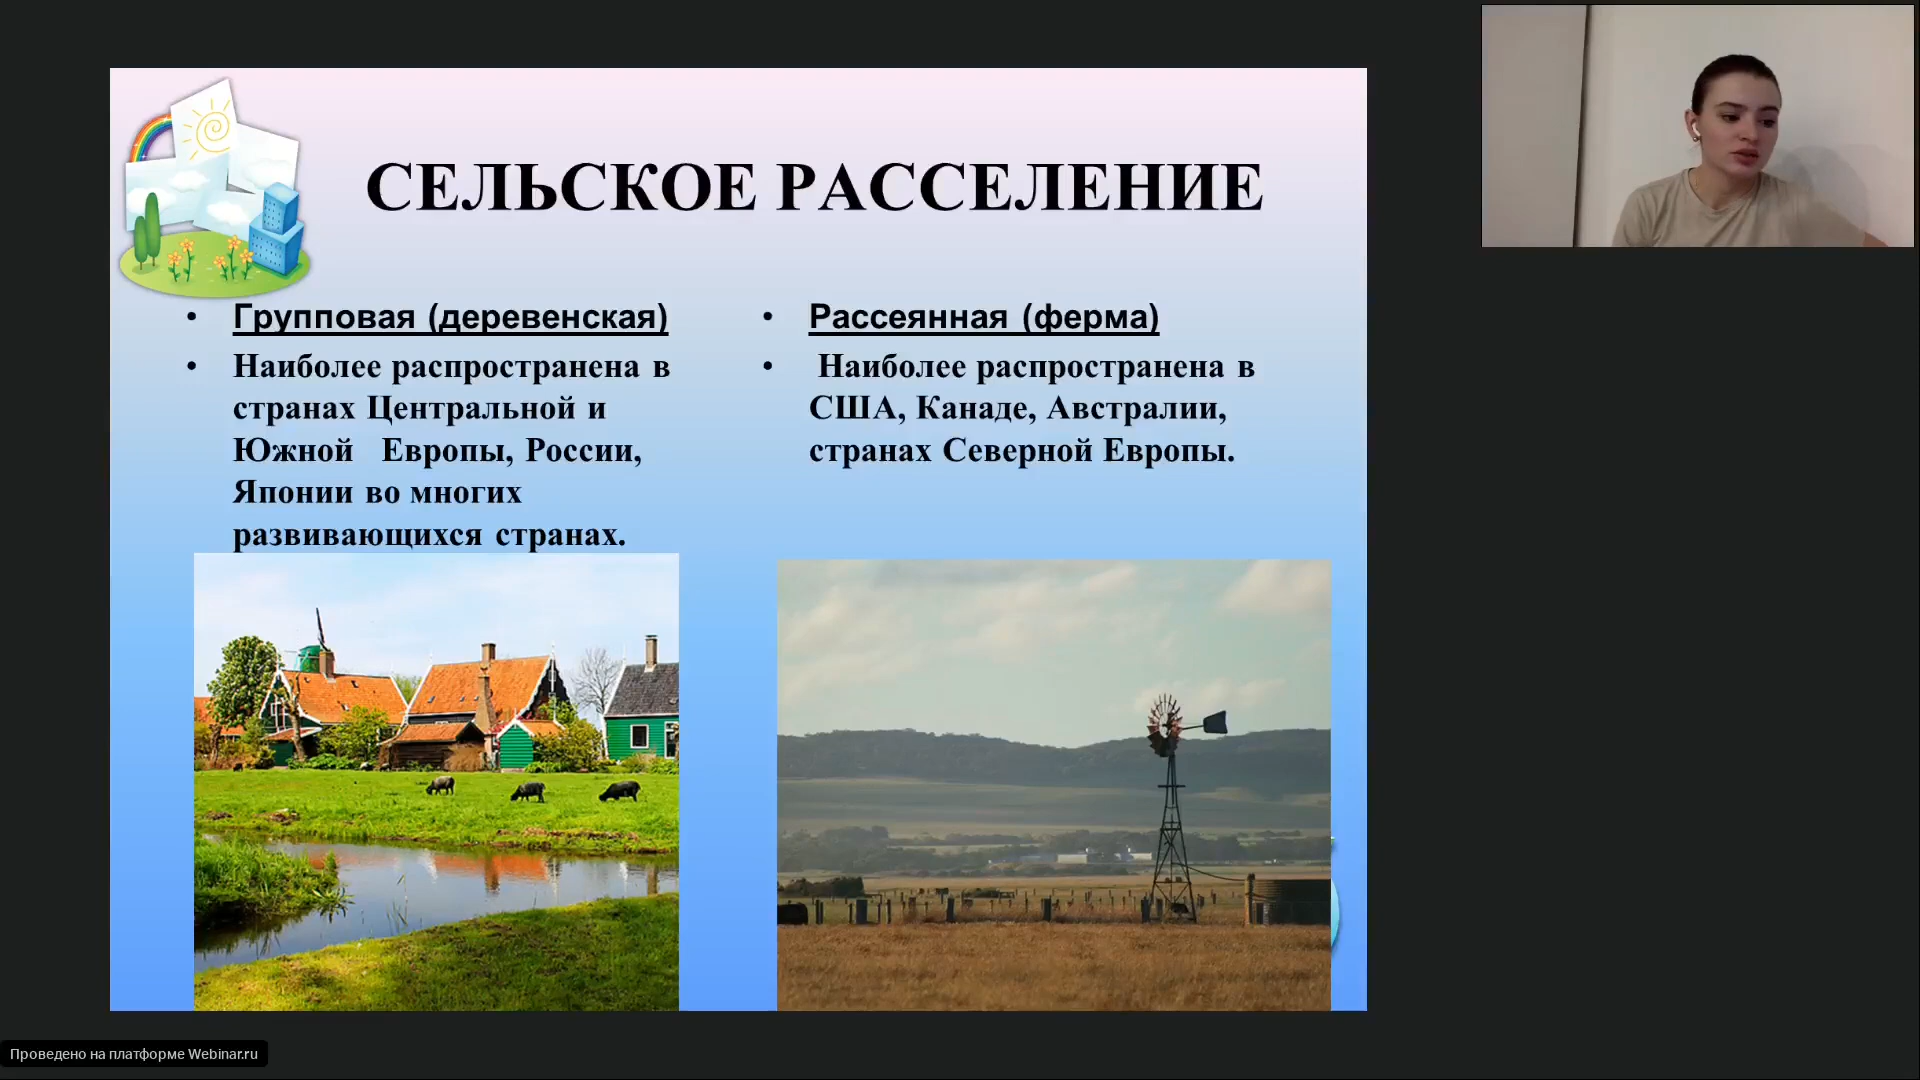 СЕЛЬСКОЕ РАССЕЛЕНИЕ
• Групповая (деревенская)
• Наиболее распространена в
странах Центральной и
Южной Европы, России,
Японии во многих
развивающихся странах.
• Рассеянная (ферма)
• Наиболее распространена в
США, Канаде, Австралии,
странах Северной Европы.
Проведено на платформе Webinar.ru